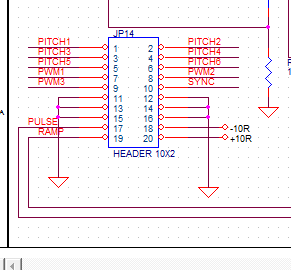 JP14
PITCH1 1 2 PITCH2
PITCH3 3 4 PITCH4
PITCH5 5 6 PITCH6
PWM1 7 8 PWM2
PWM3 9 10 SYNC
11 12
13 14
15 16
PULSE 17 18 -10R
RAMP 19 20 +10R
HEADER 10X2